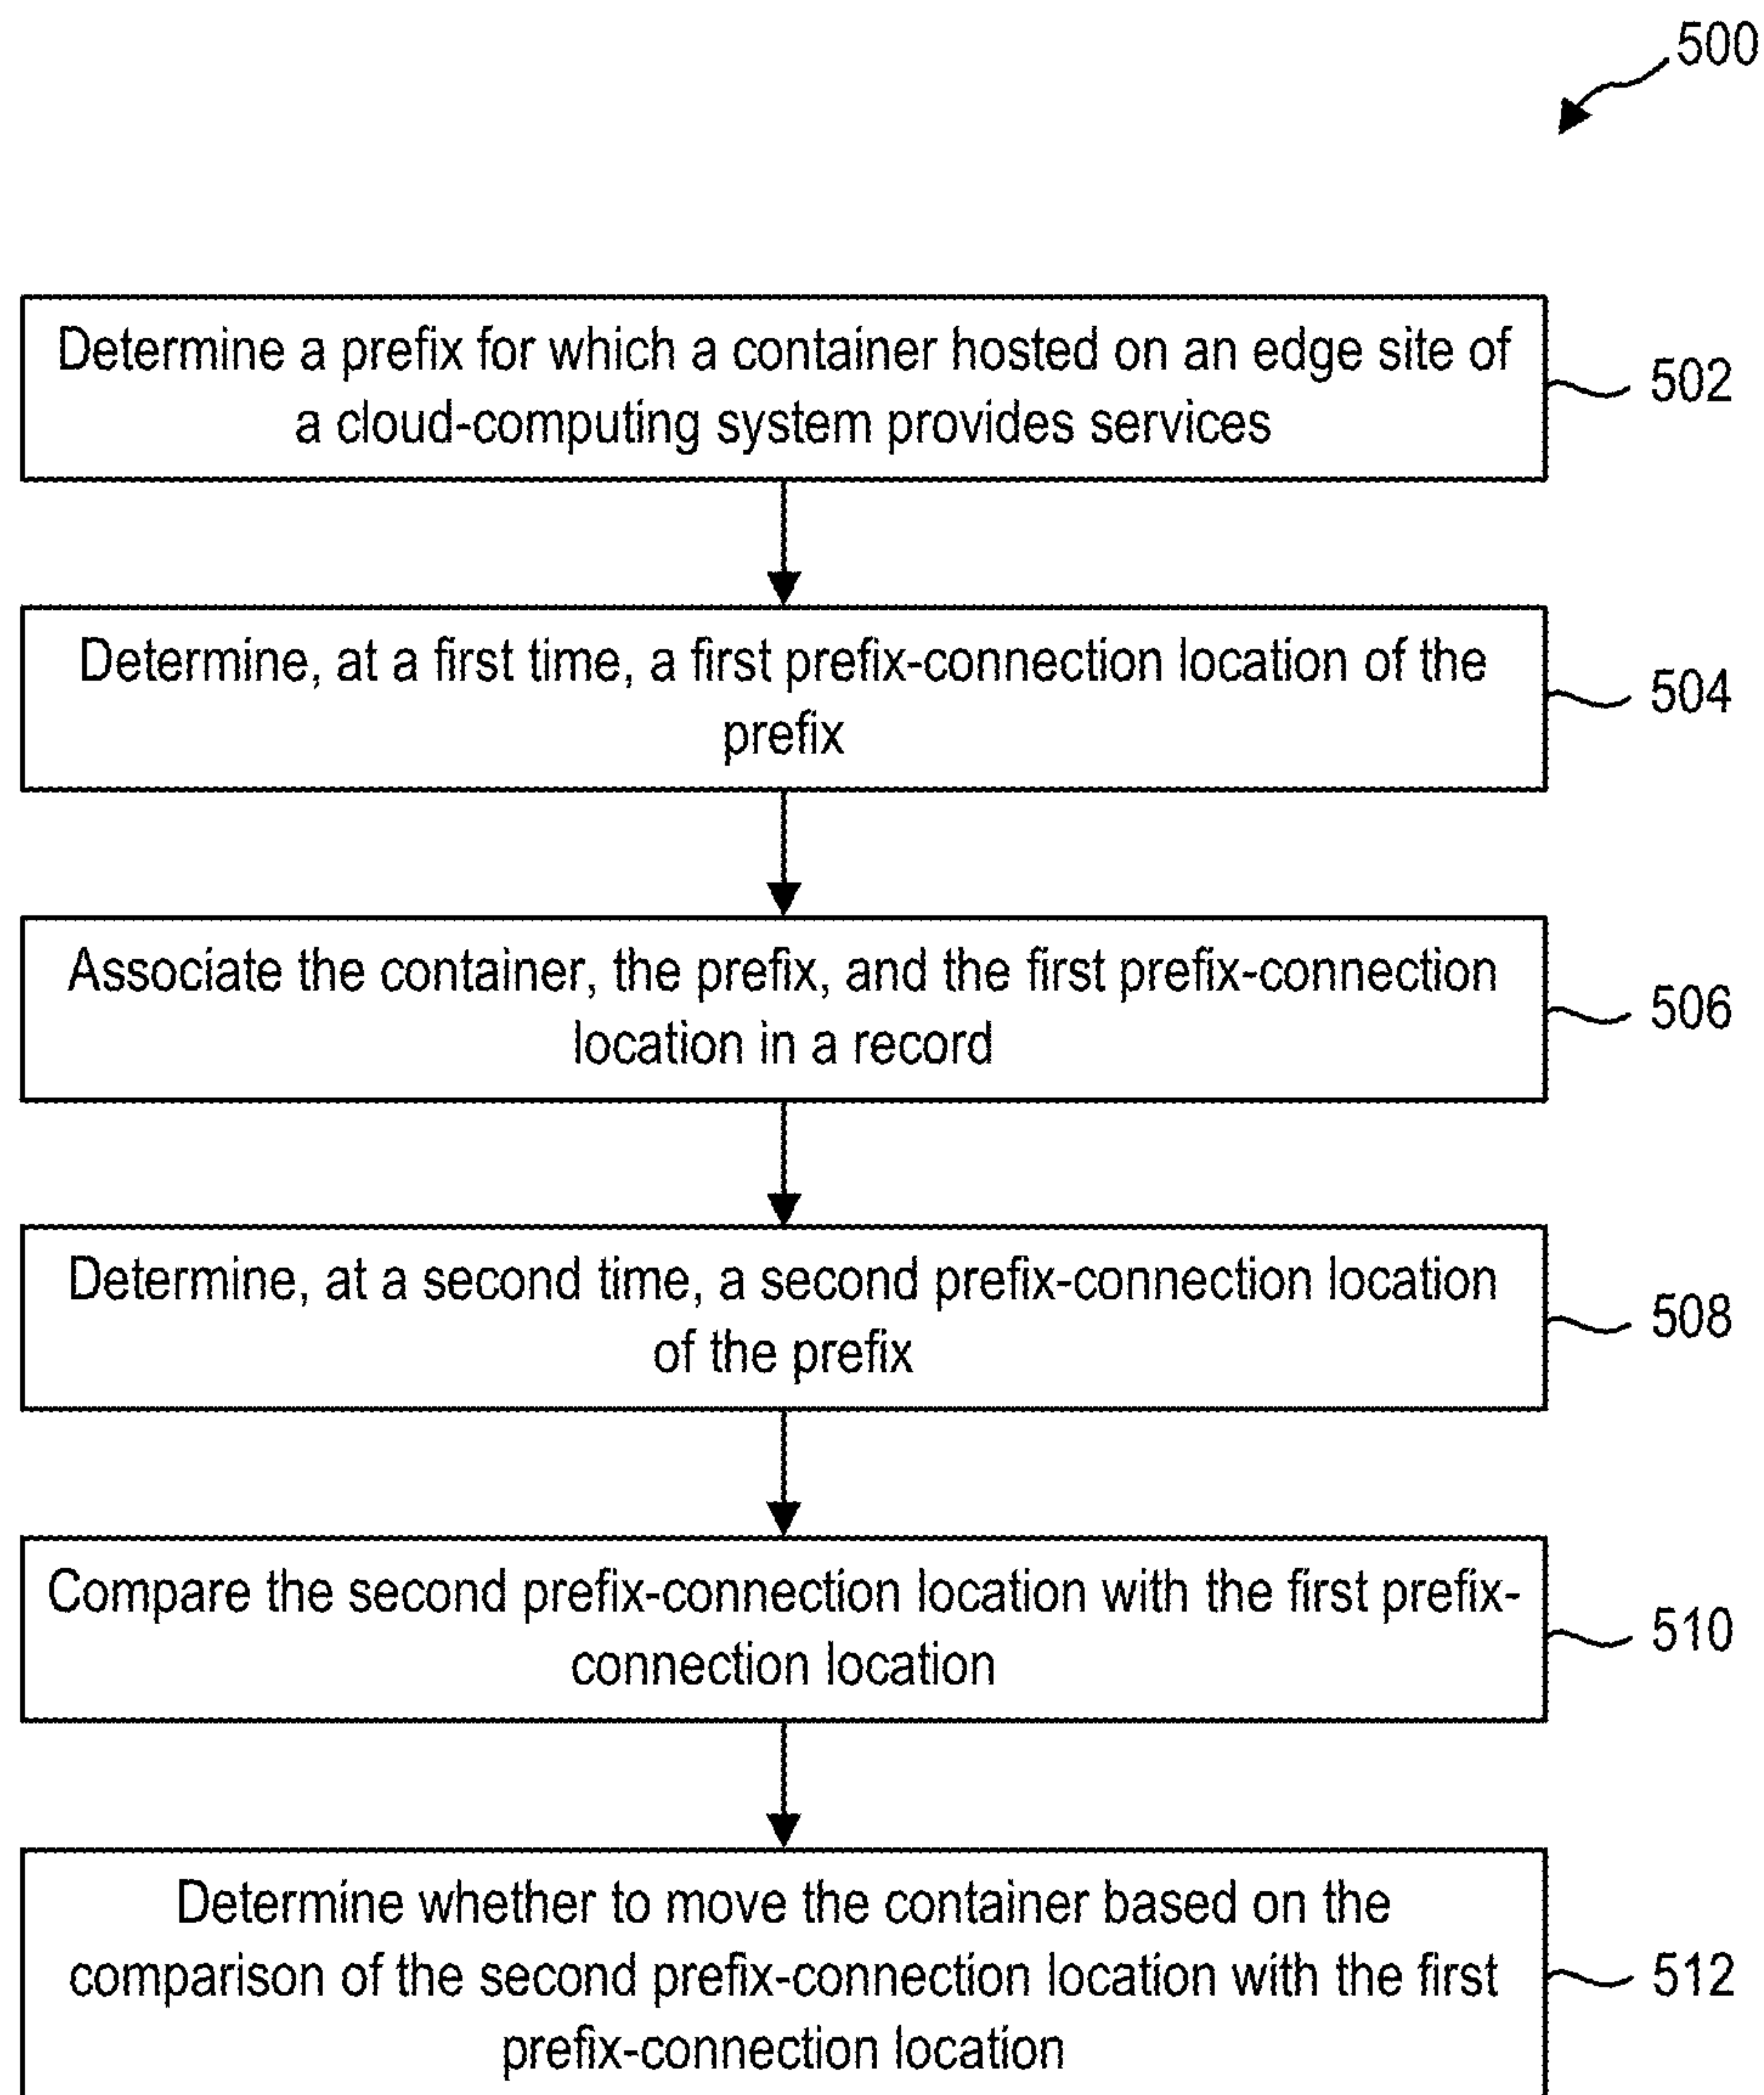 500
Determine a prefix for which a container hosted on an edge site of
a cloud-computing system provides services
502
Determine, at a first time, a first prefix-connection location of the
prefix
504
Associate the container, the prefix, and the first prefix-connection
location in a record
506
Determine, at a second time, a second prefix-connection location
of the prefix
508
Compare the second prefix-connection location with the first prefix-
connection location
510
Determine whether to move the container based on the
comparison of the second prefix-connection location with the first
prefix-connection location
512